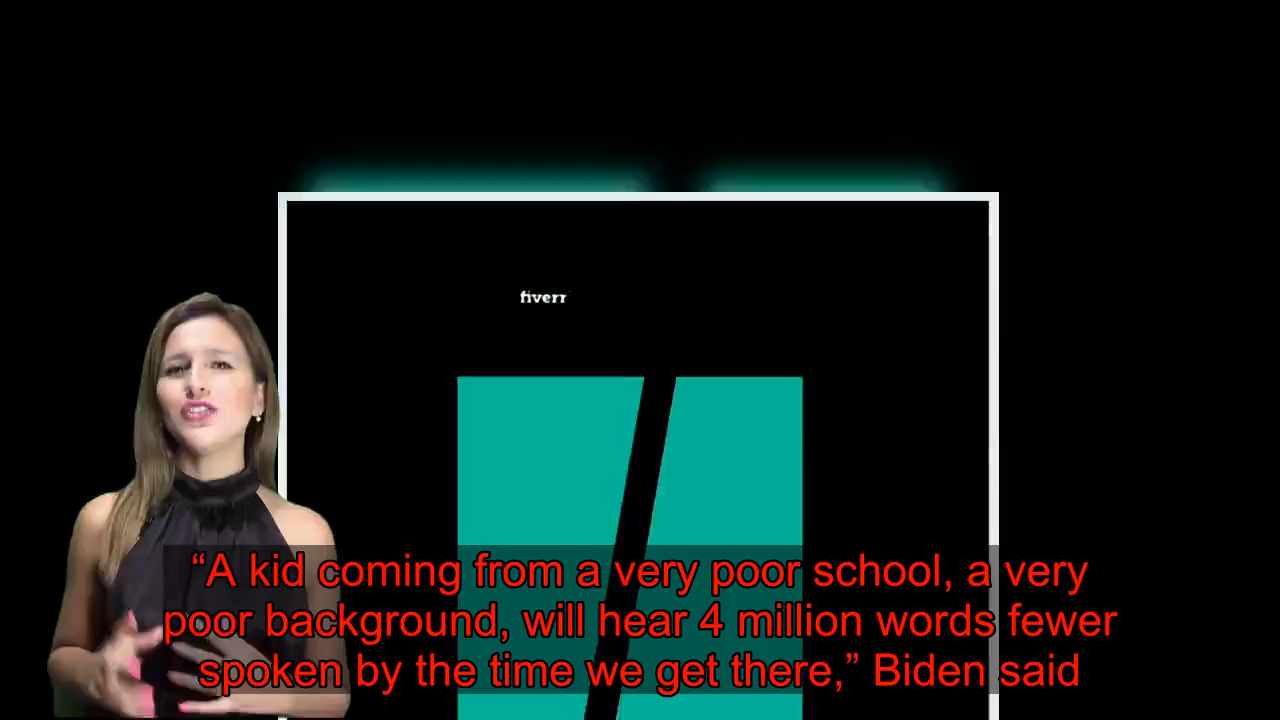 fiverr
“A kid coming from a very poor school, a very
poor background, will hear 4 million words fewer
spoken by the time we get there,” Biden said